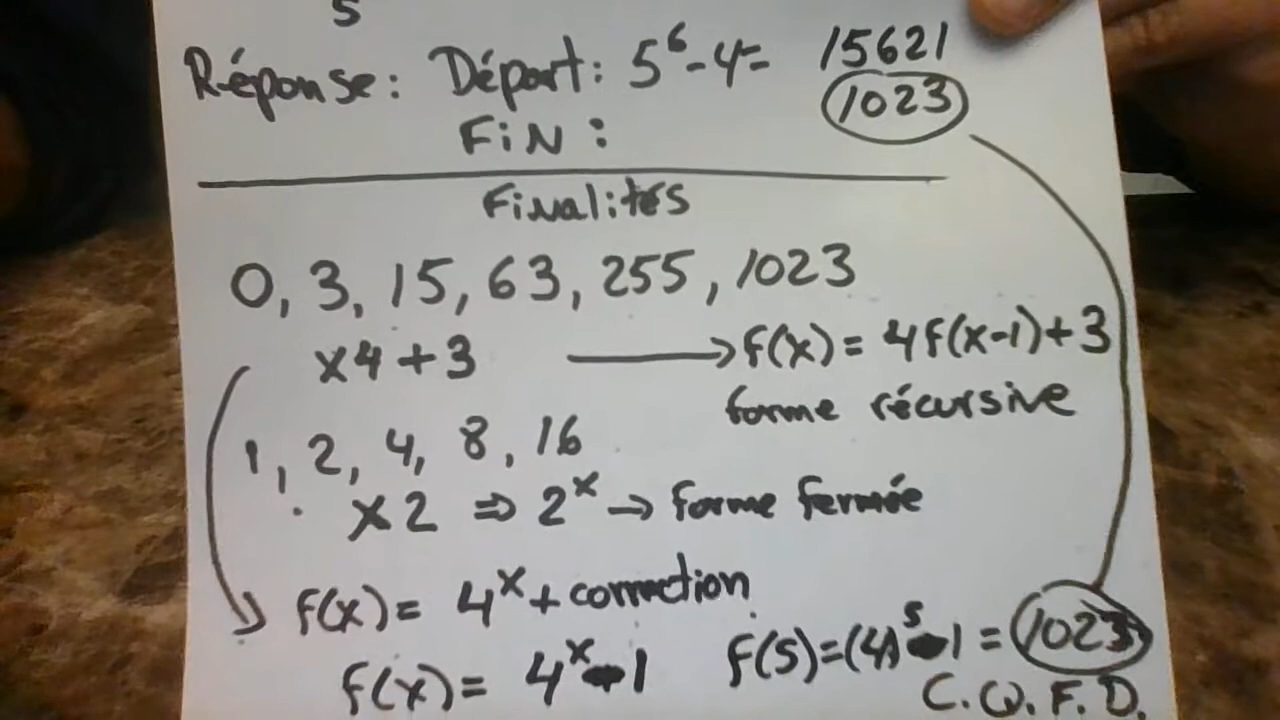 5
Réponse: Départ: 5⁶-4= 15621
FiN: 1023
Finalités
0, 3, 15, 63, 255, 1023
x4+3 → f(x) = 4f(x-1)+3
forme récursive
1, 2, 4, 8, 16
x2 ⇒ 2ˣ → forme fermée
f(x) = 4ˣ + correction
f(x) = 4ˣ-1 f(5)=(4)⁵-1 = 1023
C.Q.F.D.